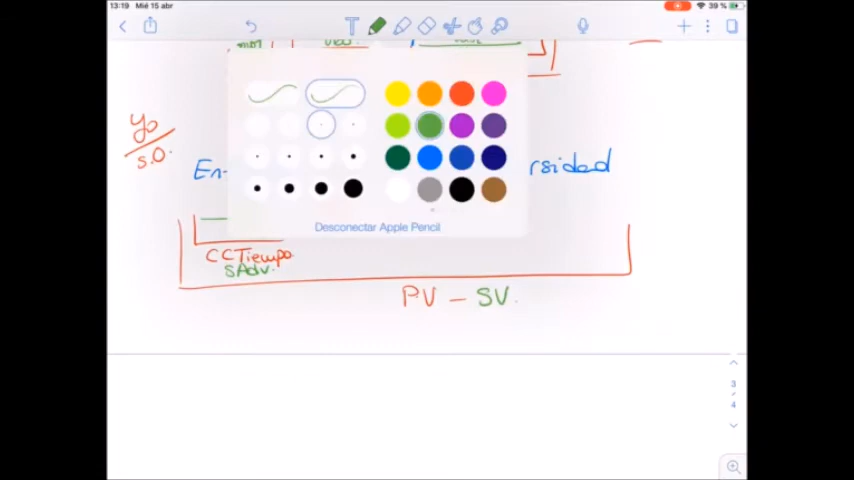 13:19 Mié 15 abr
39 %
yo
s.O.
En
rsidad
Desconectar Apple Pencil
CCTiempo
SAdv.
PV - SV.
3
4